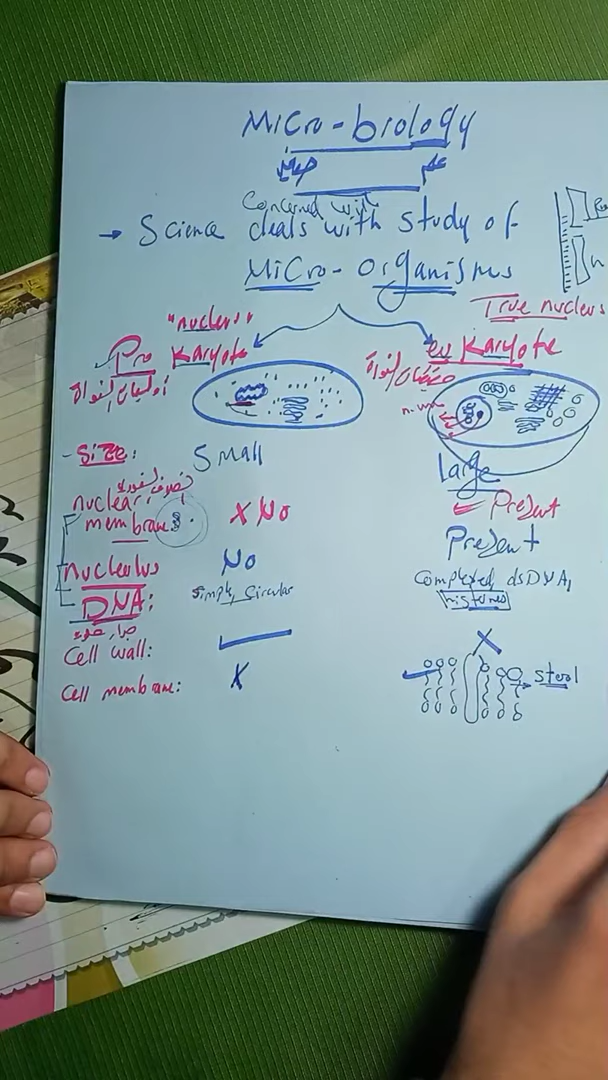 Micro-biology
علم
Concerned with
→ Science deals with study of
Micro-organisms
True nucleus
"nucleus"
Pro Karyote
eu Karyote
أوليات النواة
حقيقيات النواة
n.m
- Size: Small Large
nuclear membrane X No ✓ Present
nucleolus No Present
DNA: Simple, Circular Complexed dsDNA,
histones
Cell wall: X
Cell membrane: X ✓
sterol